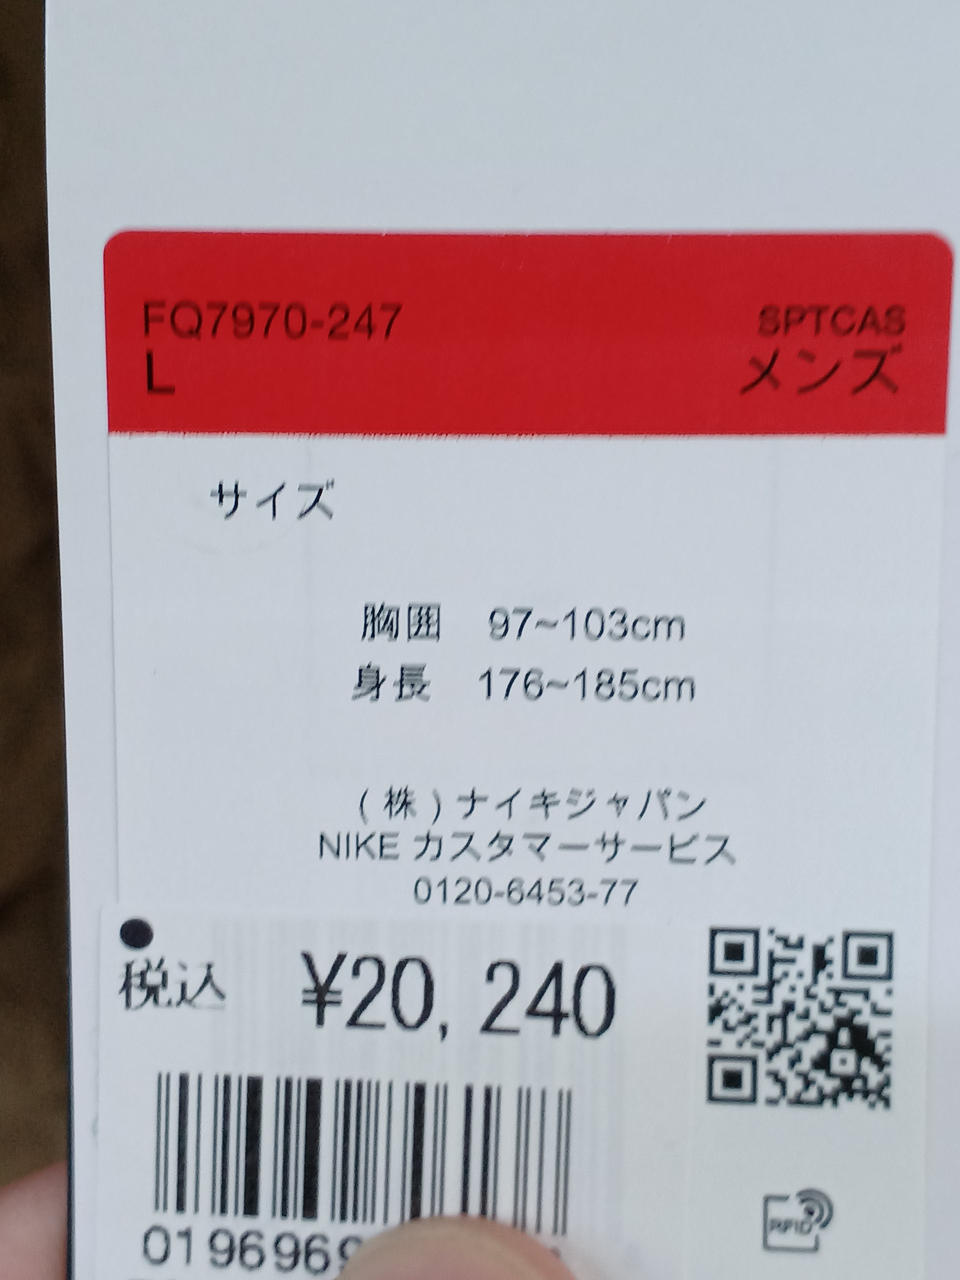 FQ7970-247 SPTCAS
L メンズ
サイズ
胸囲 97~103cm
身長 176~185cm
(株)ナイキジャパン
NIKE カスタマーサービス
0120-6453-77
税込 ¥20,240
RFID
0196969